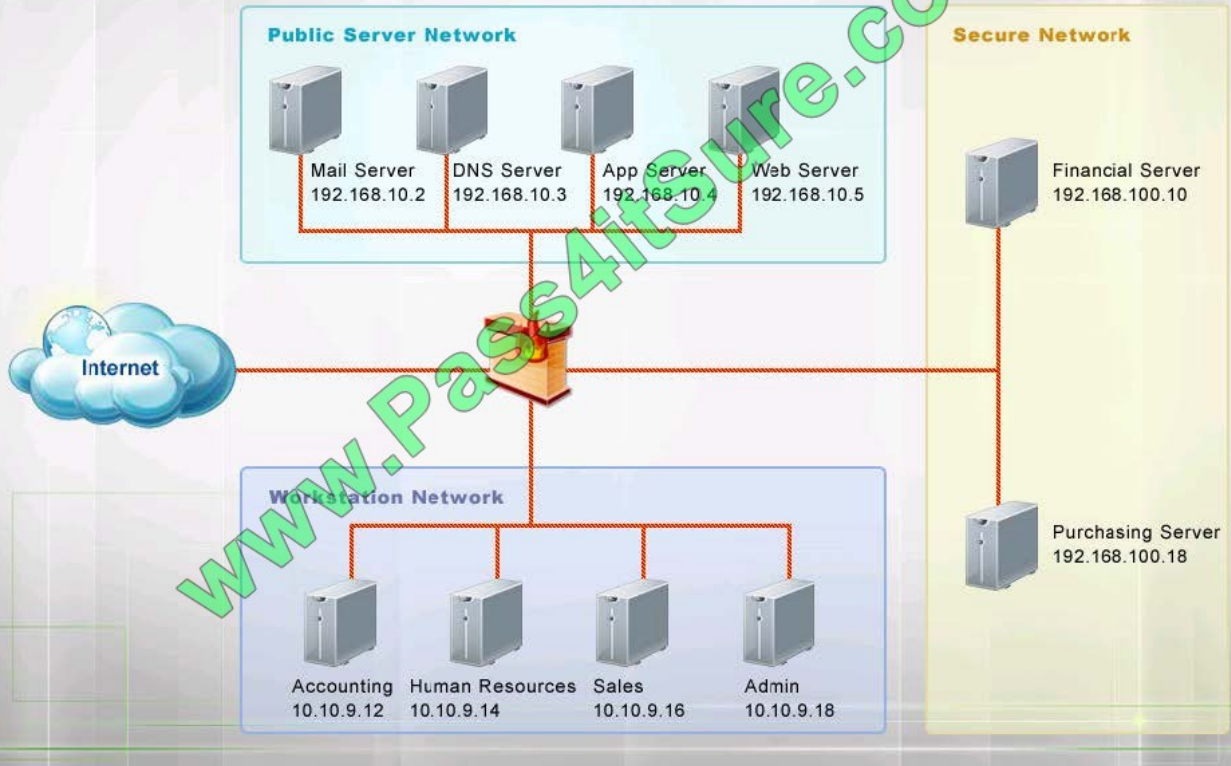 Public Server Network
Secure Network
Mail Server
192.168.10.2
DNS Server
192.168.10.3
App Server
192.168.10.4
Web Server
192.168.10.5
Financial Server
192.168.100.10
Internet
Purchasing Server
192.168.100.18
Workstation Network
Accounting
10.10.9.12
Human Resources
10.10.9.14
Sales
10.10.9.16
Admin
10.10.9.18
www.Pass4itSure.co